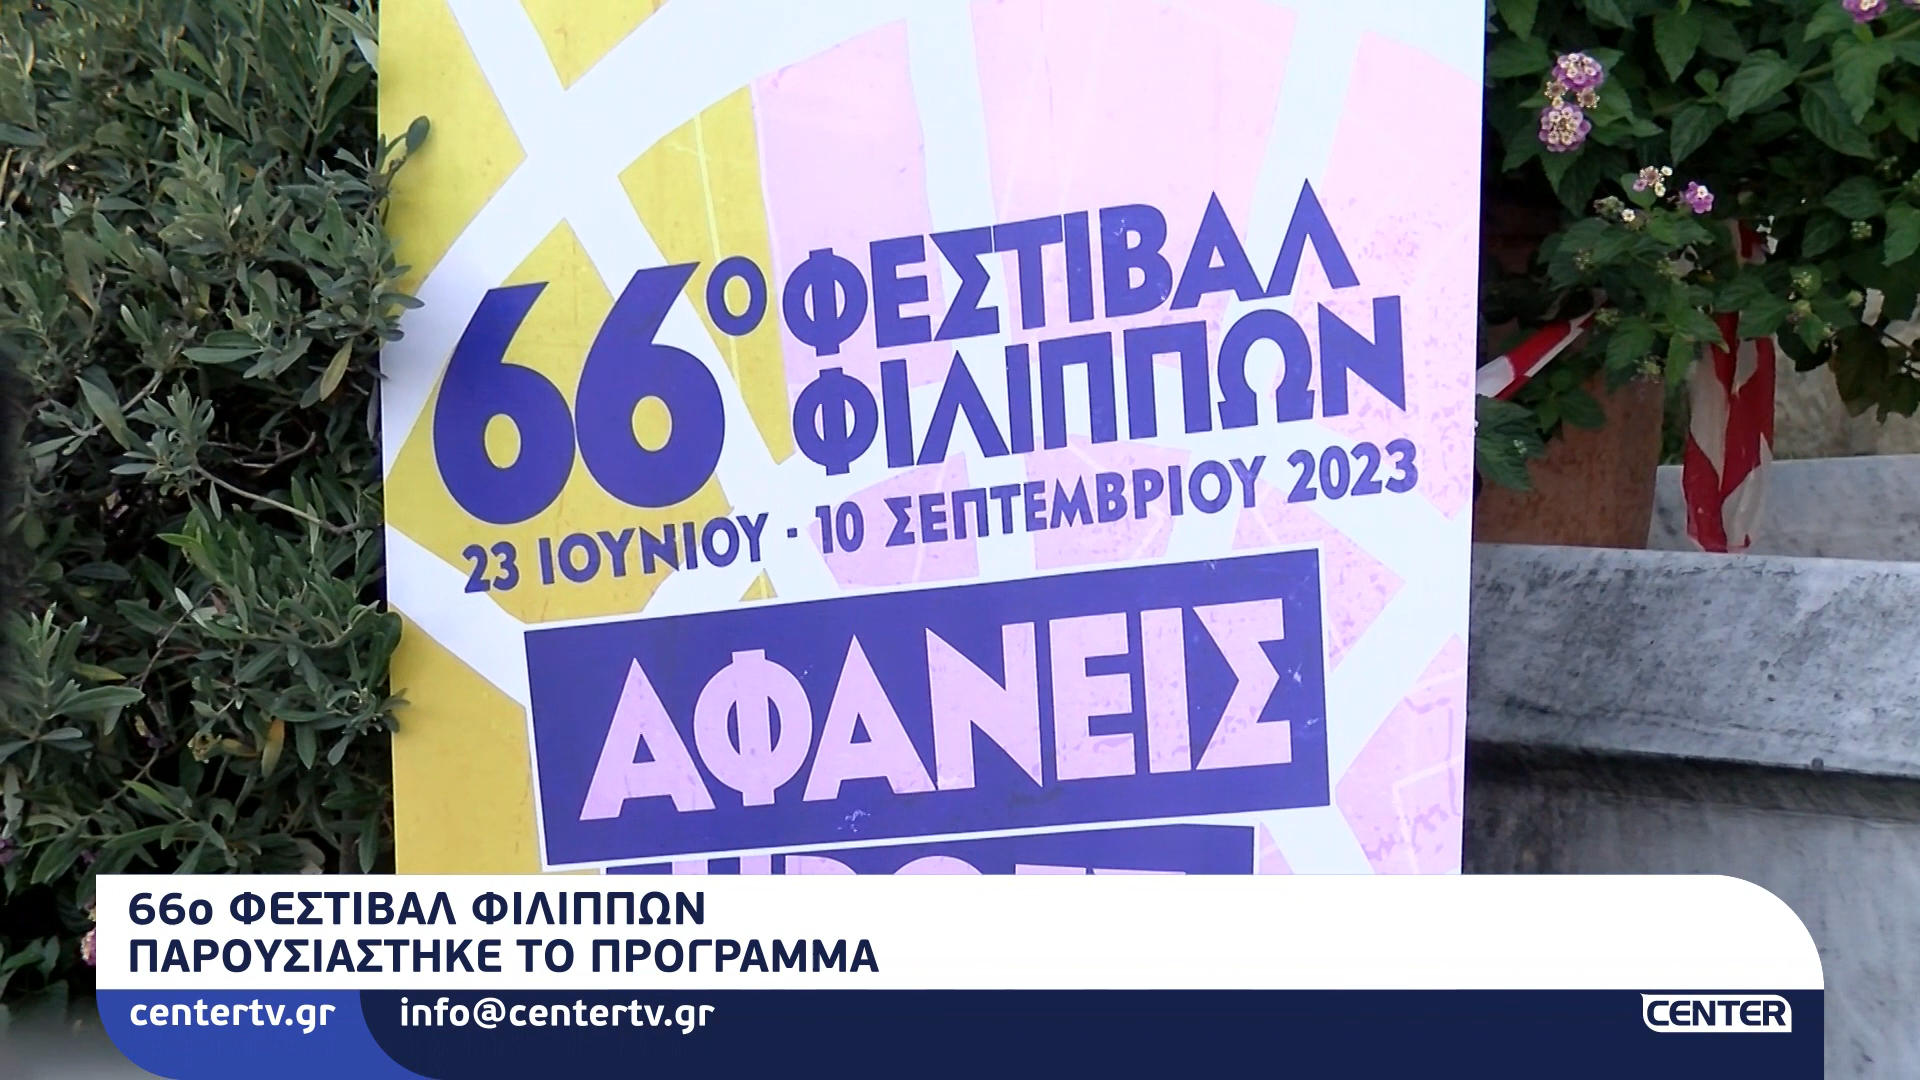 66ο ΦΕΣΤΙΒΑΛ
ΦΙΛΙΠΠΩΝ
23 ΙΟΥΝΙΟΥ · 10 ΣΕΠΤΕΜΒΡΙΟΥ 2023
ΑΦΑΝΕΙΣ
66ο ΦΕΣΤΙΒΑΛ ΦΙΛΙΠΠΩΝ
ΠΑΡΟΥΣΙΑΣΤΗΚΕ ΤΟ ΠΡΟΓΡΑΜΜΑ
centertv.gr info@centertv.gr CENTER